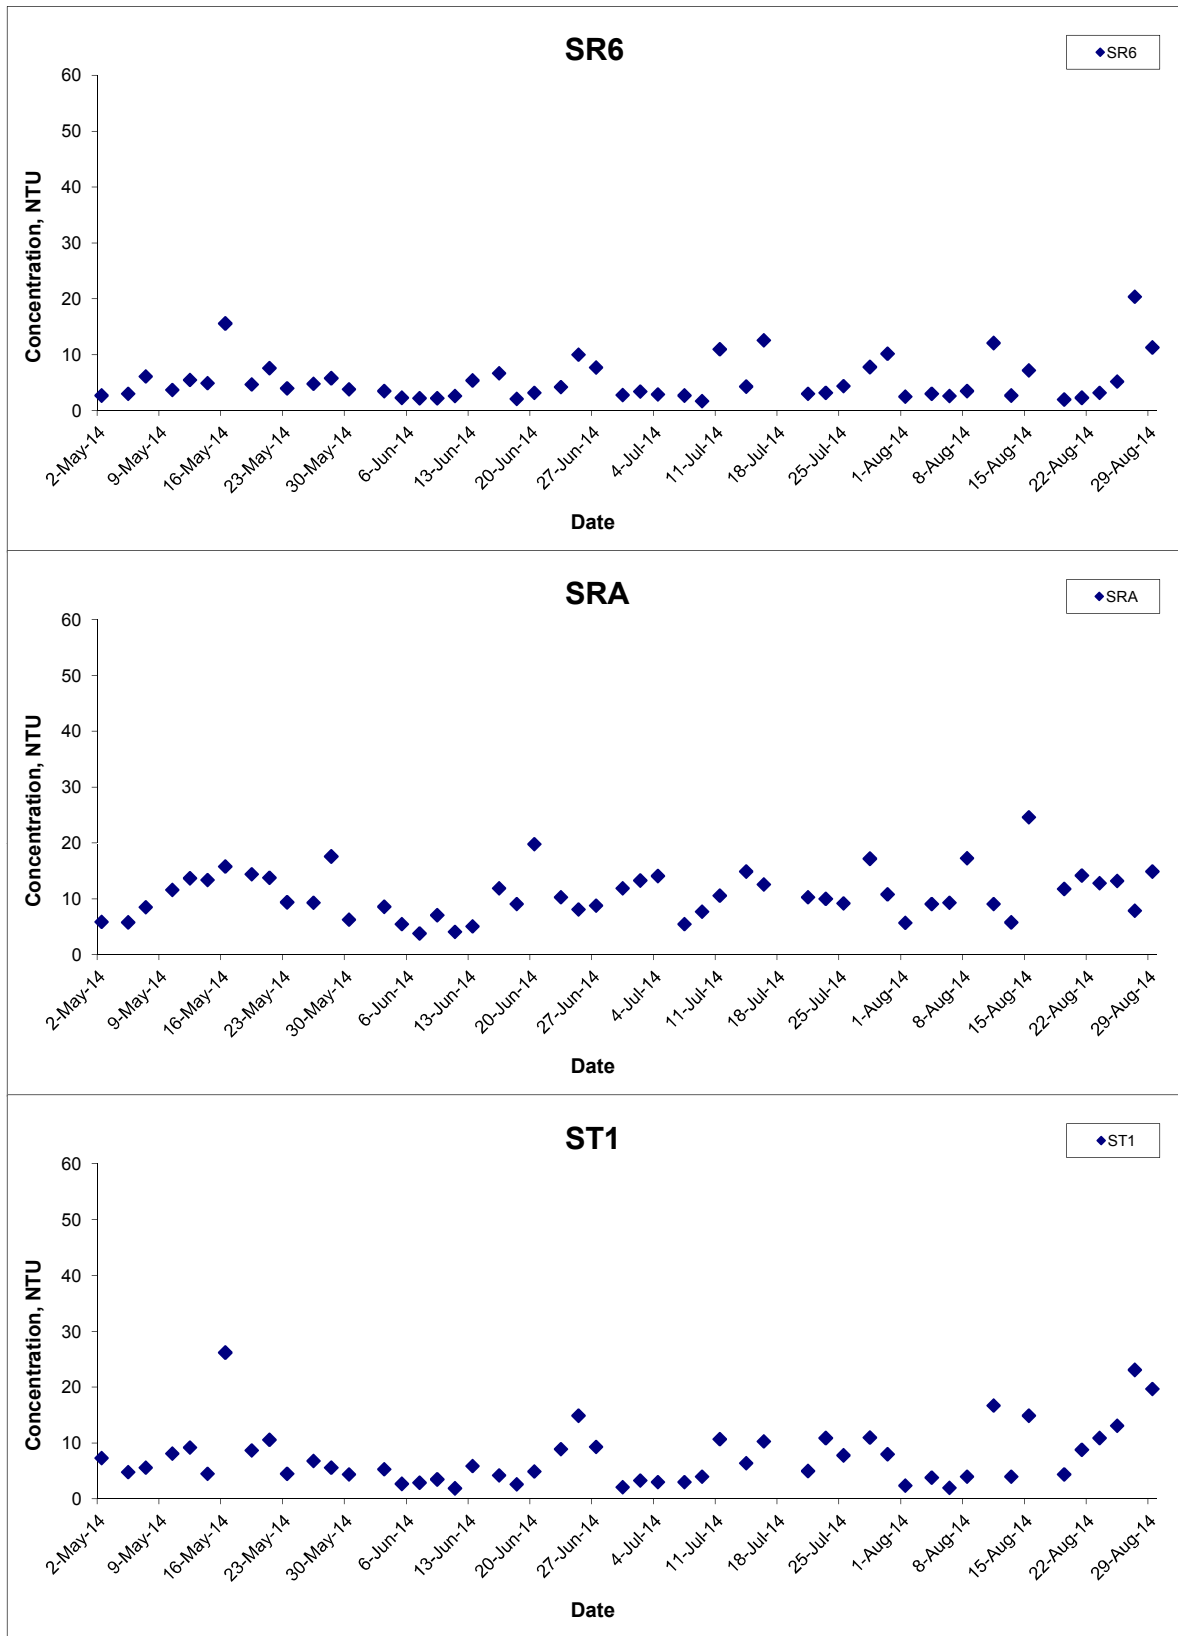 SR6
SR6
60
50
40
30
20
10
0
Concentration, NTU
2-May-14
9-May-14
16-May-14
23-May-14
30-May-14
6-Jun-14
13-Jun-14
20-Jun-14
27-Jun-14
4-Jul-14
11-Jul-14
18-Jul-14
25-Jul-14
1-Aug-14
8-Aug-14
15-Aug-14
22-Aug-14
29-Aug-14
Date
SRA
SRA
60
50
40
30
20
10
0
Concentration, NTU
2-May-14
9-May-14
16-May-14
23-May-14
30-May-14
6-Jun-14
13-Jun-14
20-Jun-14
27-Jun-14
4-Jul-14
11-Jul-14
18-Jul-14
25-Jul-14
1-Aug-14
8-Aug-14
15-Aug-14
22-Aug-14
29-Aug-14
Date
ST1
ST1
60
50
40
30
20
10
0
Concentration, NTU
2-May-14
9-May-14
16-May-14
23-May-14
30-May-14
6-Jun-14
13-Jun-14
20-Jun-14
27-Jun-14
4-Jul-14
11-Jul-14
18-Jul-14
25-Jul-14
1-Aug-14
8-Aug-14
15-Aug-14
22-Aug-14
29-Aug-14
Date